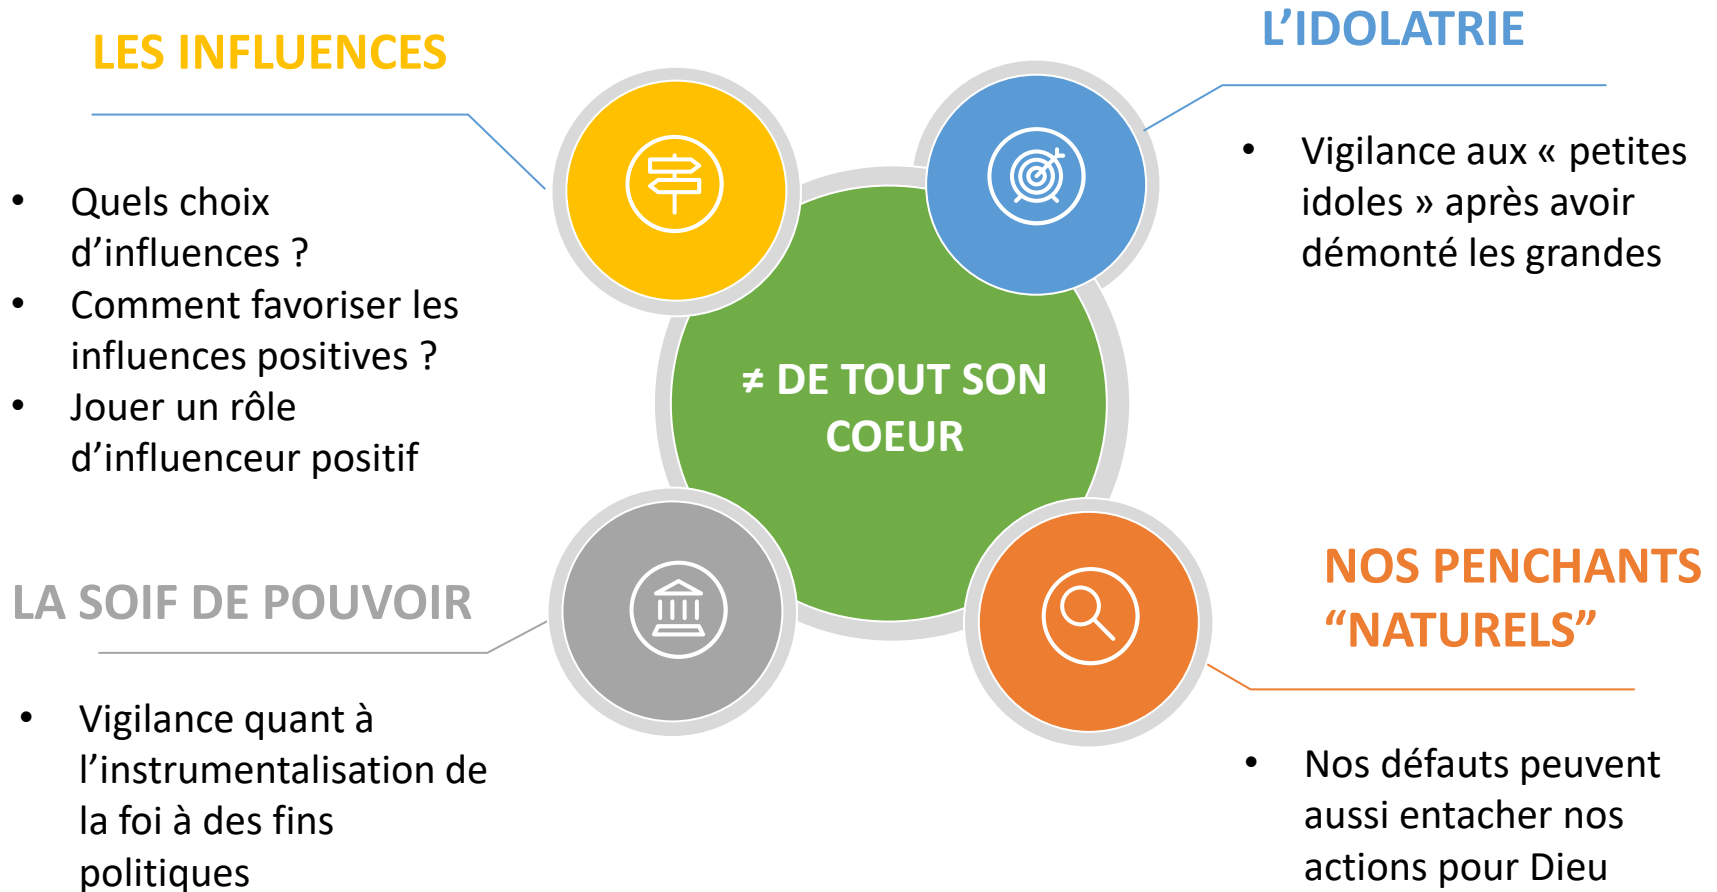 LES INFLUENCES
• Quels choix
d’influences ?
• Comment favoriser les
influences positives ?
• Jouer un rôle
d’influenceur positif
L’IDOLATRIE
• Vigilance aux « petites
idoles » après avoir
démonté les grandes
≠ DE TOUT SON
COEUR
LA SOIF DE POUVOIR
• Vigilance quant à
l’instrumentalisation de
la foi à des fins
politiques
NOS PENCHANTS
“NATURELS”
• Nos défauts peuvent
aussi entacher nos
actions pour Dieu